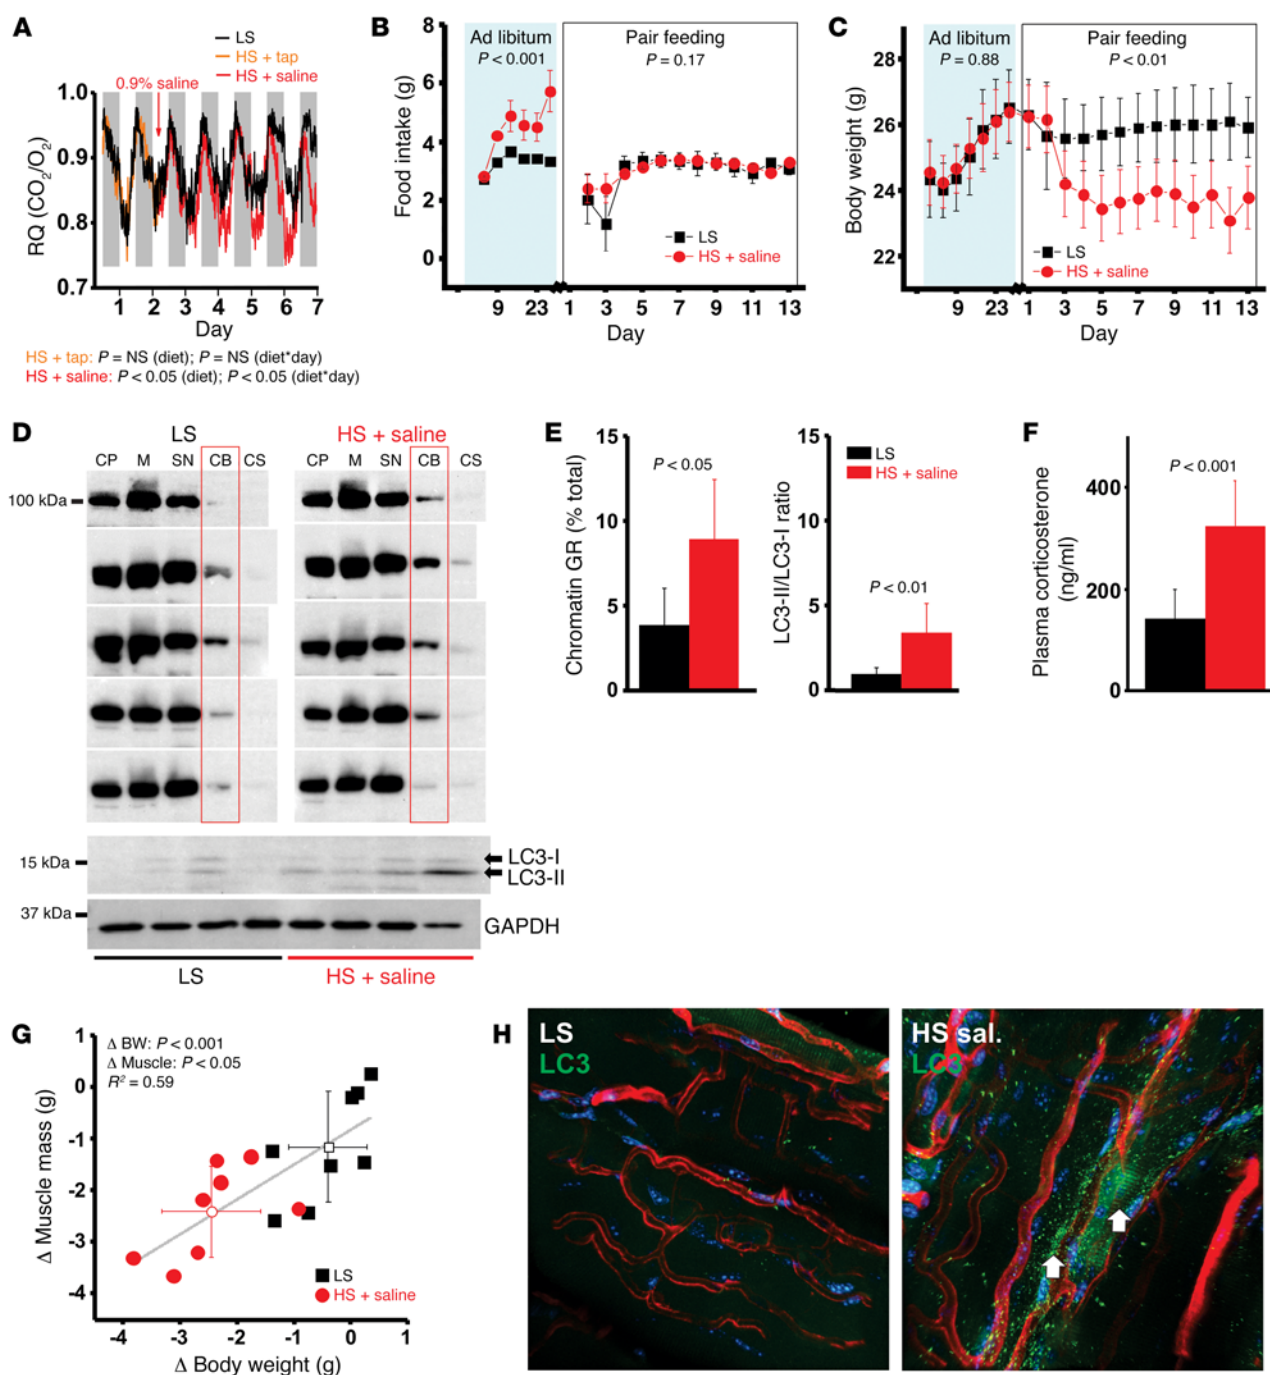 A
LS
HS + tap
HS + saline
0.9% saline
1.0
0.9
0.8
0.7
RQ (CO₂/O₂)
1 2 3 4 5 6 7
Day
HS + tap: P = NS (diet); P = NS (diet*day)
HS + saline: P < 0.05 (diet); P < 0.05 (diet*day)
B
Ad libitum
P < 0.001
Pair feeding
P = 0.17
8
6
4
2
0
Food intake (g)
LS
HS + saline
9 23 1 3 5 7 9 11 13
Day
C
Ad libitum
P = 0.88
Pair feeding
P < 0.01
28
26
24
22
Body weight (g)
LS
HS + saline
9 23 1 3 5 7 9 11 13
Day
D
LS
HS + saline
CP M SN CB CS
CP M SN CB CS
100 kDa
15 kDa
LC3-I
LC3-II
37 kDa
GAPDH
LS
HS + saline
E
15
10
5
0
Chromatin GR (% total)
P < 0.05
15
10
5
0
LC3-II/LC3-I ratio
LS
HS + saline
P < 0.01
F
P < 0.001
400
200
0
Plasma corticosterone
(ng/ml)
G
Δ BW: P < 0.001
Δ Muscle: P < 0.05
R² = 0.59
1
0
-1
-2
-3
-4
Δ Muscle mass (g)
LS
HS + saline
-4 -3 -2 -1 0 1
Δ Body weight (g)
H
LS
LC3
HS sal.
LC3